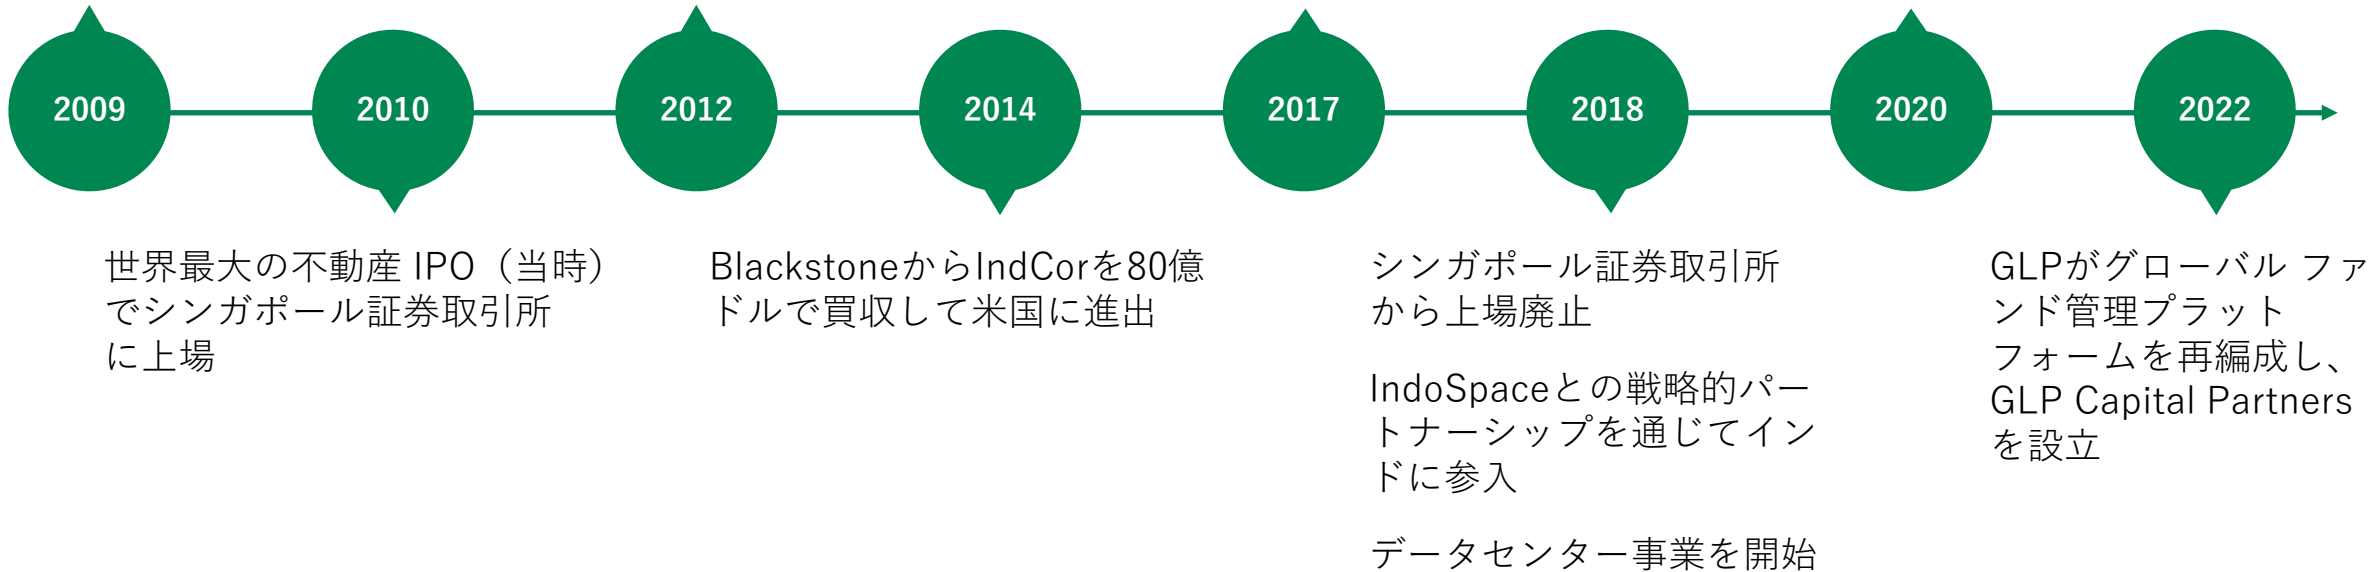 2009
2010
2012
2014
2017
2018
2020
2022
世界最大の不動産 IPO（当時）
でシンガポール証券取引所
に上場
BlackstoneからIndCorを80億
ドルで買収して米国に進出
シンガポール証券取引所
から上場廃止
IndoSpaceとの戦略的パー
トナーシップを通じてイン
ドに参入
データセンター事業を開始
GLPがグローバル ファ
ンド管理プラット
フォームを再編成し、
GLP Capital Partners
を設立